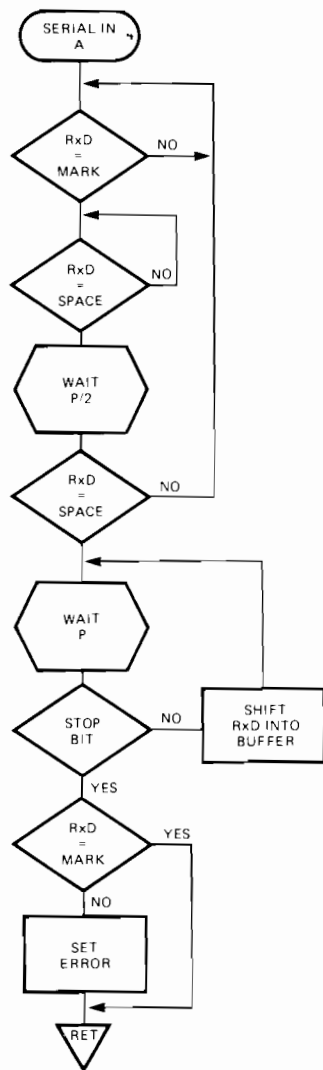 SERIAL IN
A
RxD
=
MARK
NO
RxD
=
SPACE
NO
WAIT
P/2
RxD
=
SPACE
NO
WAIT
P
STOP
BIT
NO
SHIFT
RxD INTO
BUFFER
YES
RxD
=
MARK
YES
NO
SET
ERROR
RET